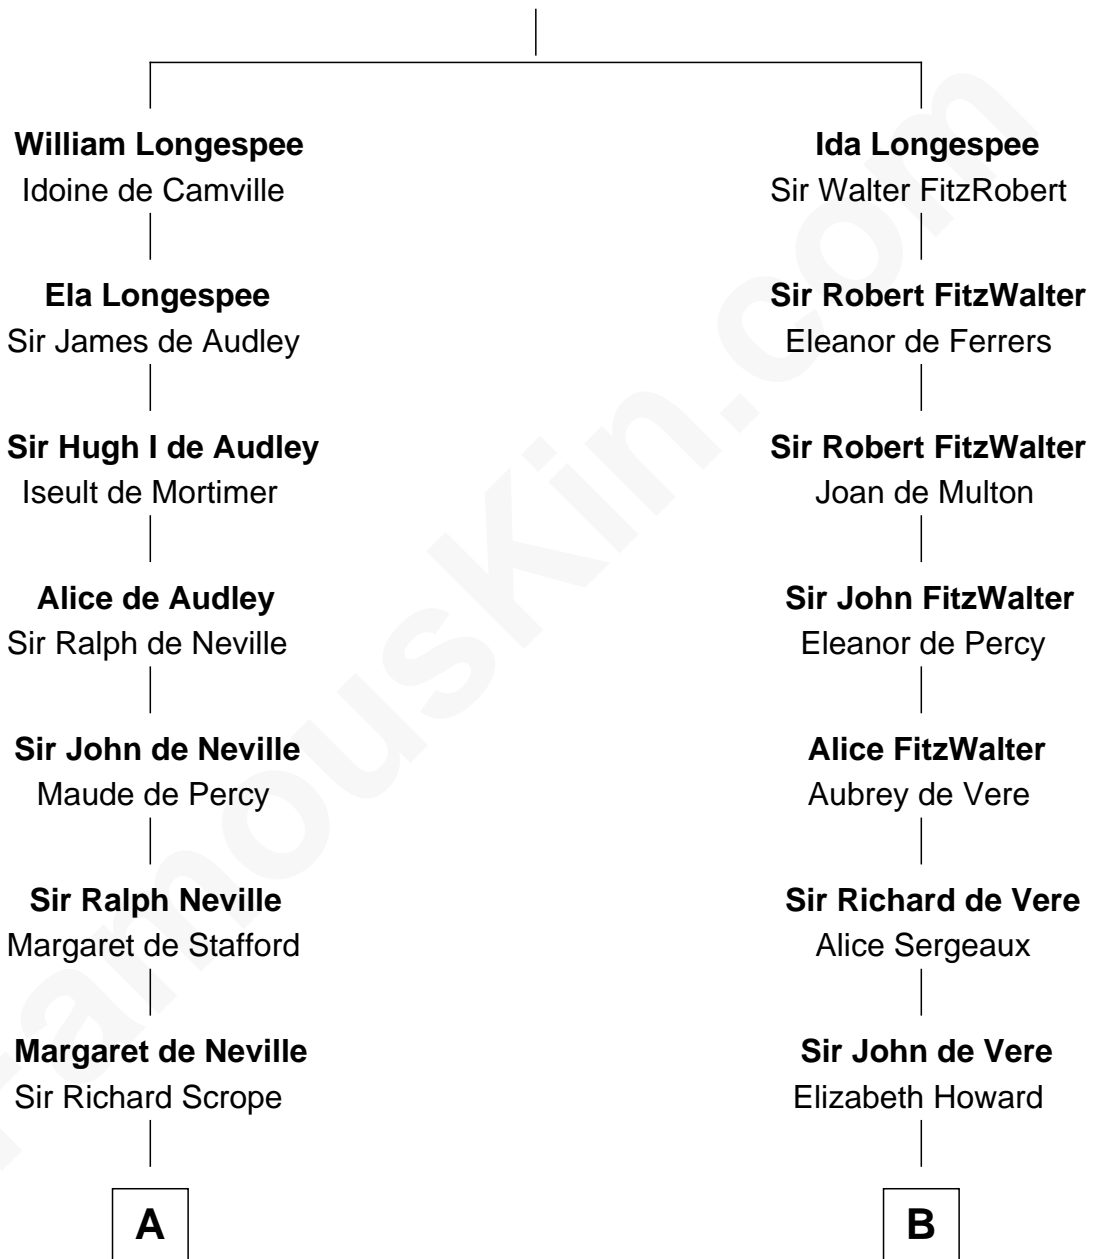 William Longespee
Idoine de Camville
Ela Longespee
Sir James de Audley
Sir Hugh I de Audley
Iseult de Mortimer
Alice de Audley
Sir Ralph de Neville
Sir John de Neville
Maude de Percy
Sir Ralph Neville
Margaret de Stafford
Margaret de Neville
Sir Richard Scrope
A
Ida Longespee
Sir Walter FitzRobert
Sir Robert FitzWalter
Eleanor de Ferrers
Sir Robert FitzWalter
Joan de Multon
Sir John FitzWalter
Eleanor de Percy
Alice FitzWalter
Aubrey de Vere
Sir Richard de Vere
Alice Sergeaux
Sir John de Vere
Elizabeth Howard
B
FamousKin.com